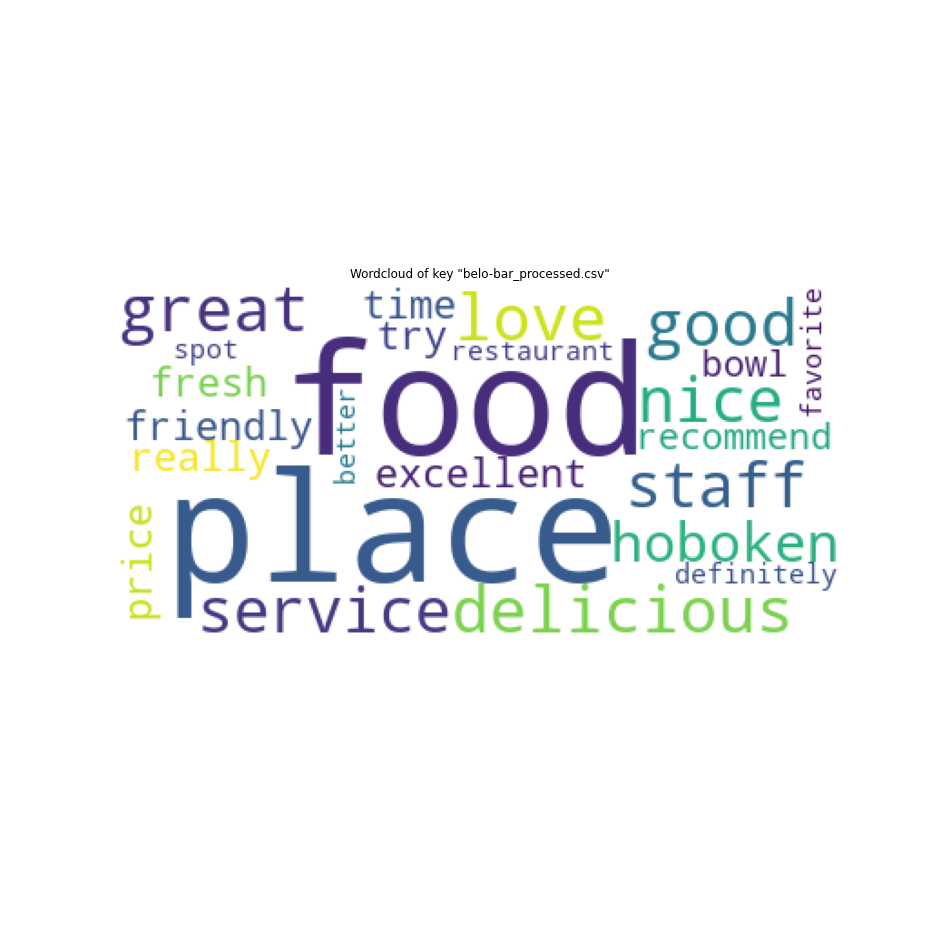 Wordcloud of key "belo-bar_processed.csv"
great
time
love
good
favorite
try
spot
restaurant
bowl
fresh
food
nice
friendly
better
recommend
really
excellent
staff
place
price
hoboken
definitely
service
delicious